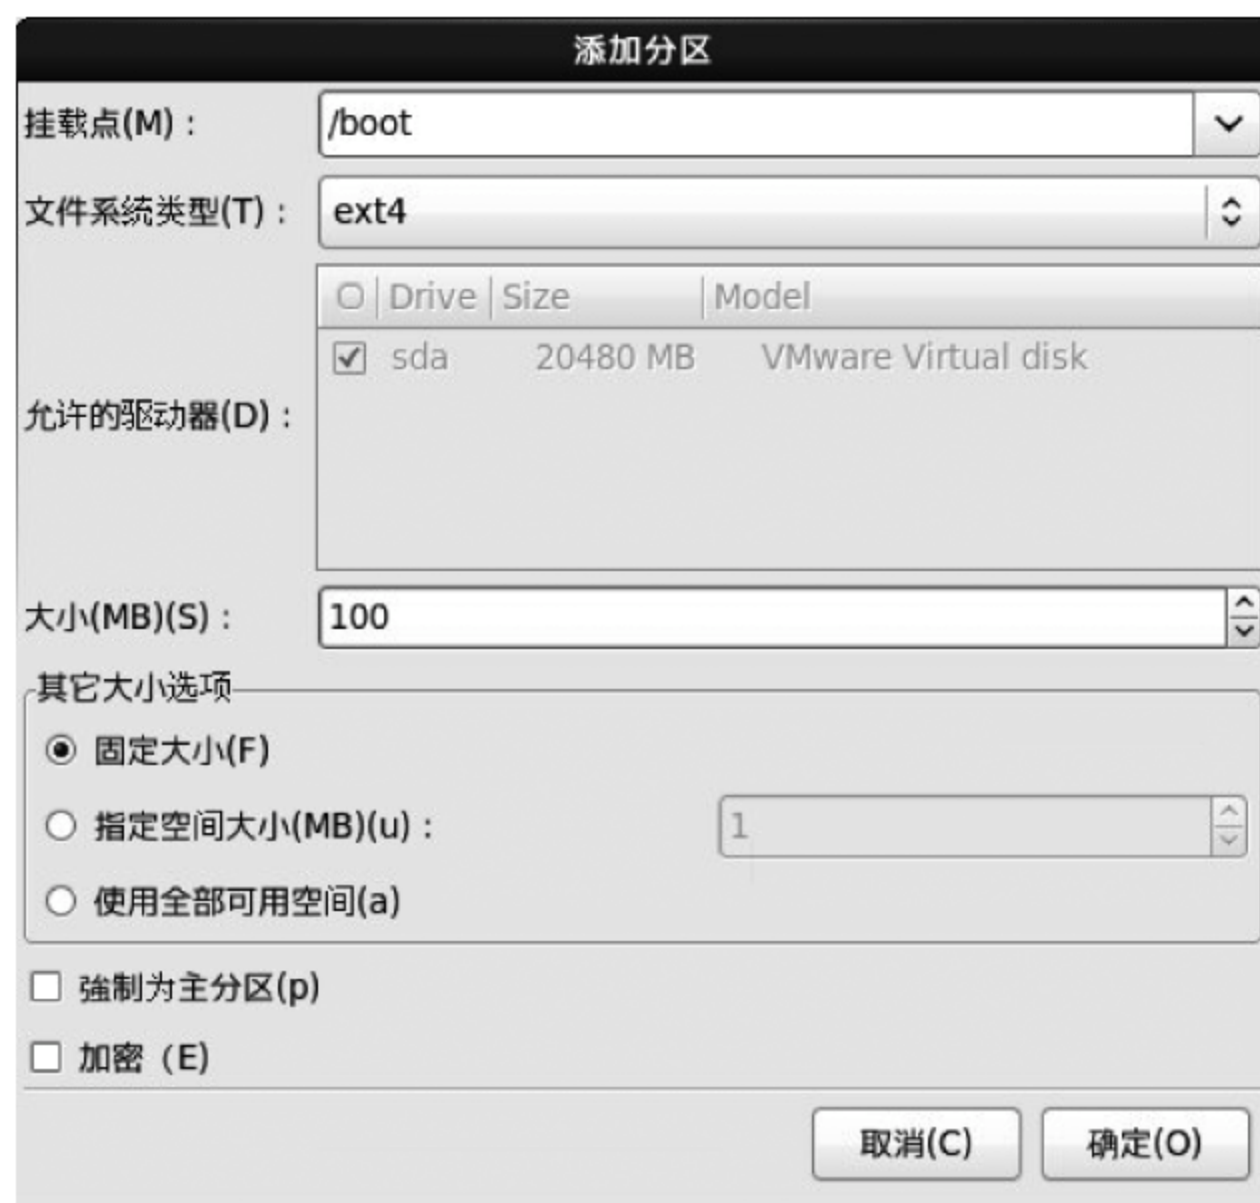 添加分区
挂载点(M)：
/boot
文件系统类型(T)：
ext4
Drive Size Model
sda 20480 MB VMware Virtual disk
允许的驱动器(D)：
大小(MB)(S)：
100
其它大小选项
固定大小(F)
指定空间大小(MB)(u)：
1
使用全部可用空间(a)
強制为主分区(p)
加密（E)
取消(C) 确定(O)